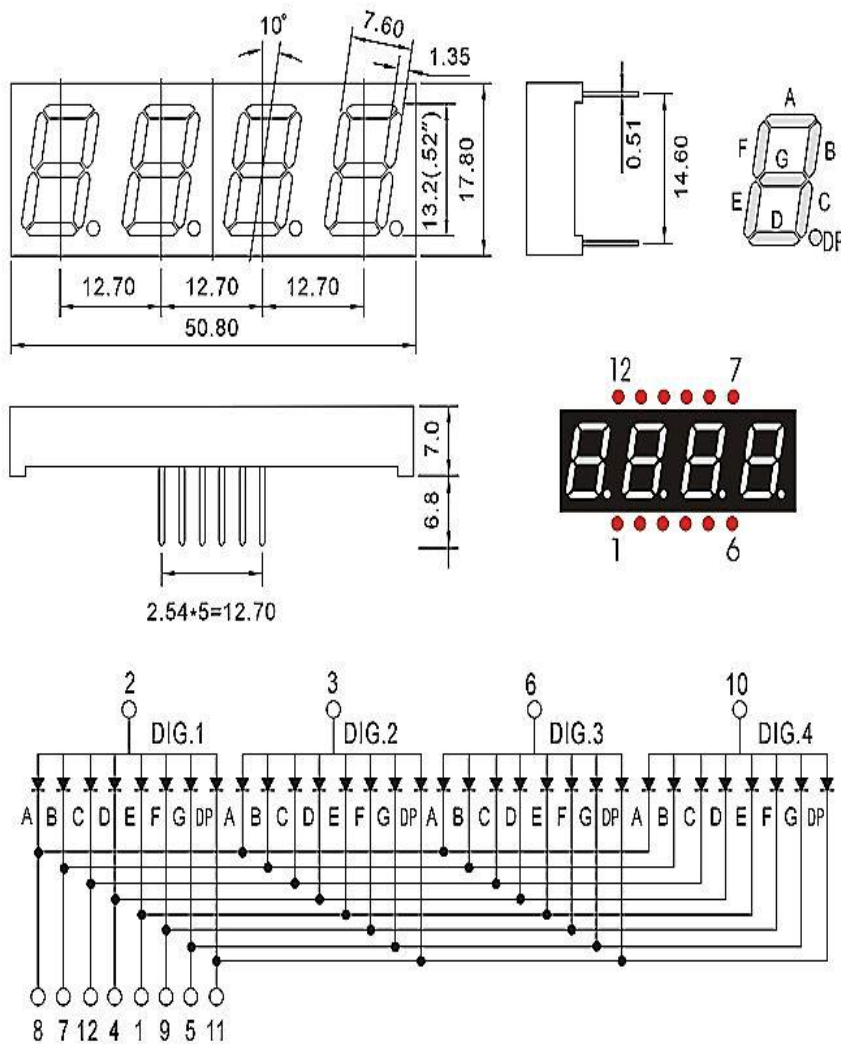 10°
7.60
1.35
13.2(.52")
17.80
12.70 12.70 12.70
50.80
0.51
14.60
A
F B
G
E C
D
DP
7.0
6.8
2.54*5=12.70
12 7
1 6
2 3 6 10
DIG.1 DIG.2 DIG.3 DIG.4
A B C D E F G DP A B C D E F G DP A B C D E F G DP A B C D E F G DP
8 7 12 4 1 9 5 11